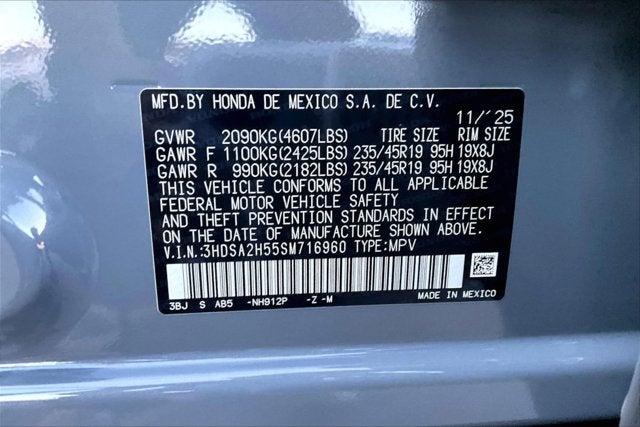 MFD.BY HONDA DE MEXICO S.A. DE C.V.
11/'25
GVWR 2090KG(4607LBS) TIRE SIZE RIM SIZE
GAWR F 1100KG(2425LBS) 235/45R19 95H 19X8J
GAWR R 990KG(2182LBS) 235/45R19 95H 19X8J
THIS VEHICLE CONFORMS TO ALL APPLICABLE
FEDERAL MOTOR VEHICLE SAFETY
AND THEFT PREVENTION STANDARDS IN EFFECT
ON THE DATE OF MANUFACTURE SHOWN ABOVE.
V.I.N.:3HDSA2H55SM716960 TYPE:MPV
3BJ S AB5 -NH912P -Z -M MADE IN MEXICO